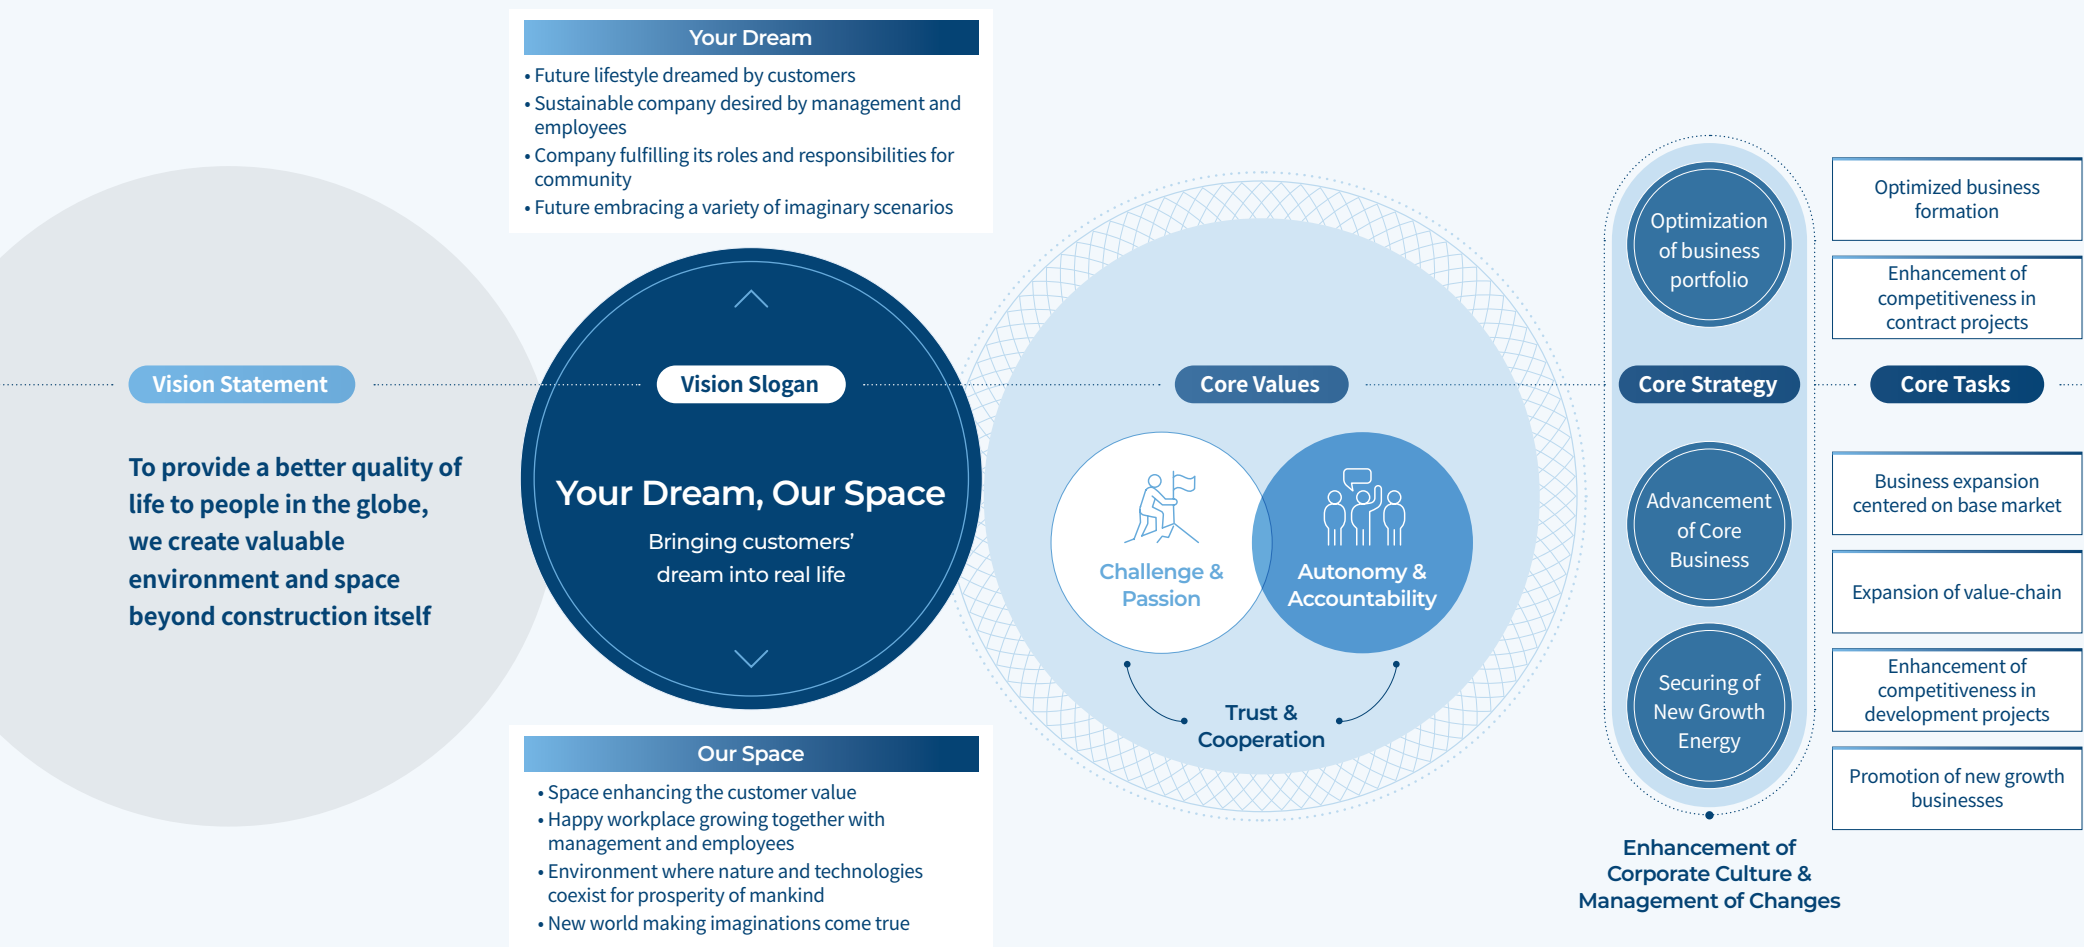 Vision Statement
To provide a better quality of
life to people in the globe,
we create valuable
environment and space
beyond construction itself
Your Dream
• Future lifestyle dreamed by customers
• Sustainable company desired by management and
employees
• Company fulfilling its roles and responsibilities for
community
• Future embracing a variety of imaginary scenarios
Vision Slogan
Your Dream, Our Space
Bringing customers’
dream into real life
Our Space
• Space enhancing the customer value
• Happy workplace growing together with
management and employees
• Environment where nature and technologies
coexist for prosperity of mankind
• New world making imaginations come true
Core Values
Challenge &
Passion
Autonomy &
Accountability
Trust &
Cooperation
Optimization
of business
portfolio
Core Strategy
Advancement
of Core
Business
Securing of
New Growth
Energy
Enhancement of
Corporate Culture &
Management of Changes
Optimized business
formation
Enhancement of
competitiveness in
contract projects
Core Tasks
Business expansion
centered on base market
Expansion of value-chain
Enhancement of
competitiveness in
development projects
Promotion of new growth
businesses